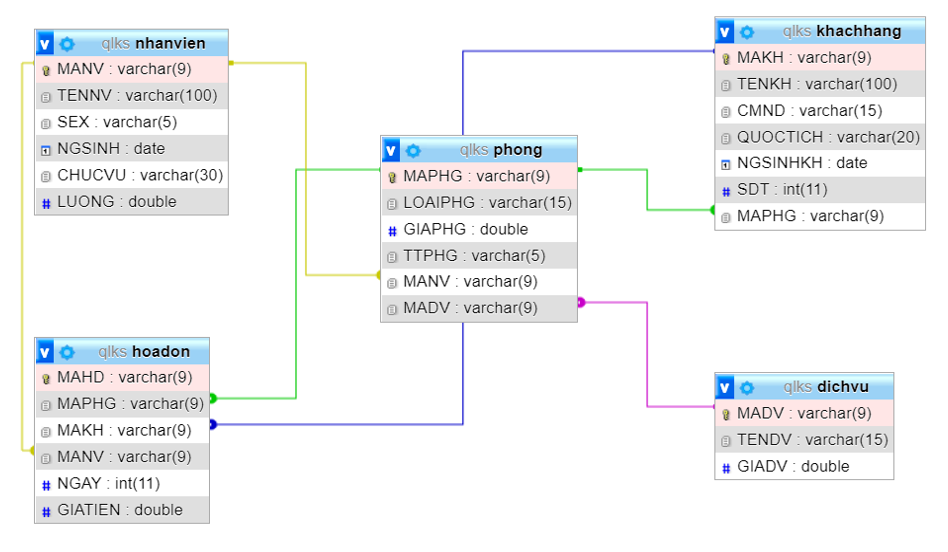 qlks nhanvien
MANV : varchar(9)
TENNV : varchar(100)
SEX : varchar(5)
NGSINH : date
CHUCVU : varchar(30)
LUONG : double
qlks khachhang
MAKH : varchar(9)
TENKH : varchar(100)
CMND : varchar(15)
QUOCTICH : varchar(20)
NGSINHKH : date
SDT : int(11)
MAPHG : varchar(9)
qlks phong
MAPHG : varchar(9)
LOAIPHG : varchar(15)
GIAPHG : double
TTPHG : varchar(5)
MANV : varchar(9)
MADV : varchar(9)
qlks hoadon
MAHD : varchar(9)
MAPHG : varchar(9)
MAKH : varchar(9)
MANV : varchar(9)
NGAY : int(11)
GIATIEN : double
qlks dichvu
MADV : varchar(9)
TENDV : varchar(15)
GIADV : double